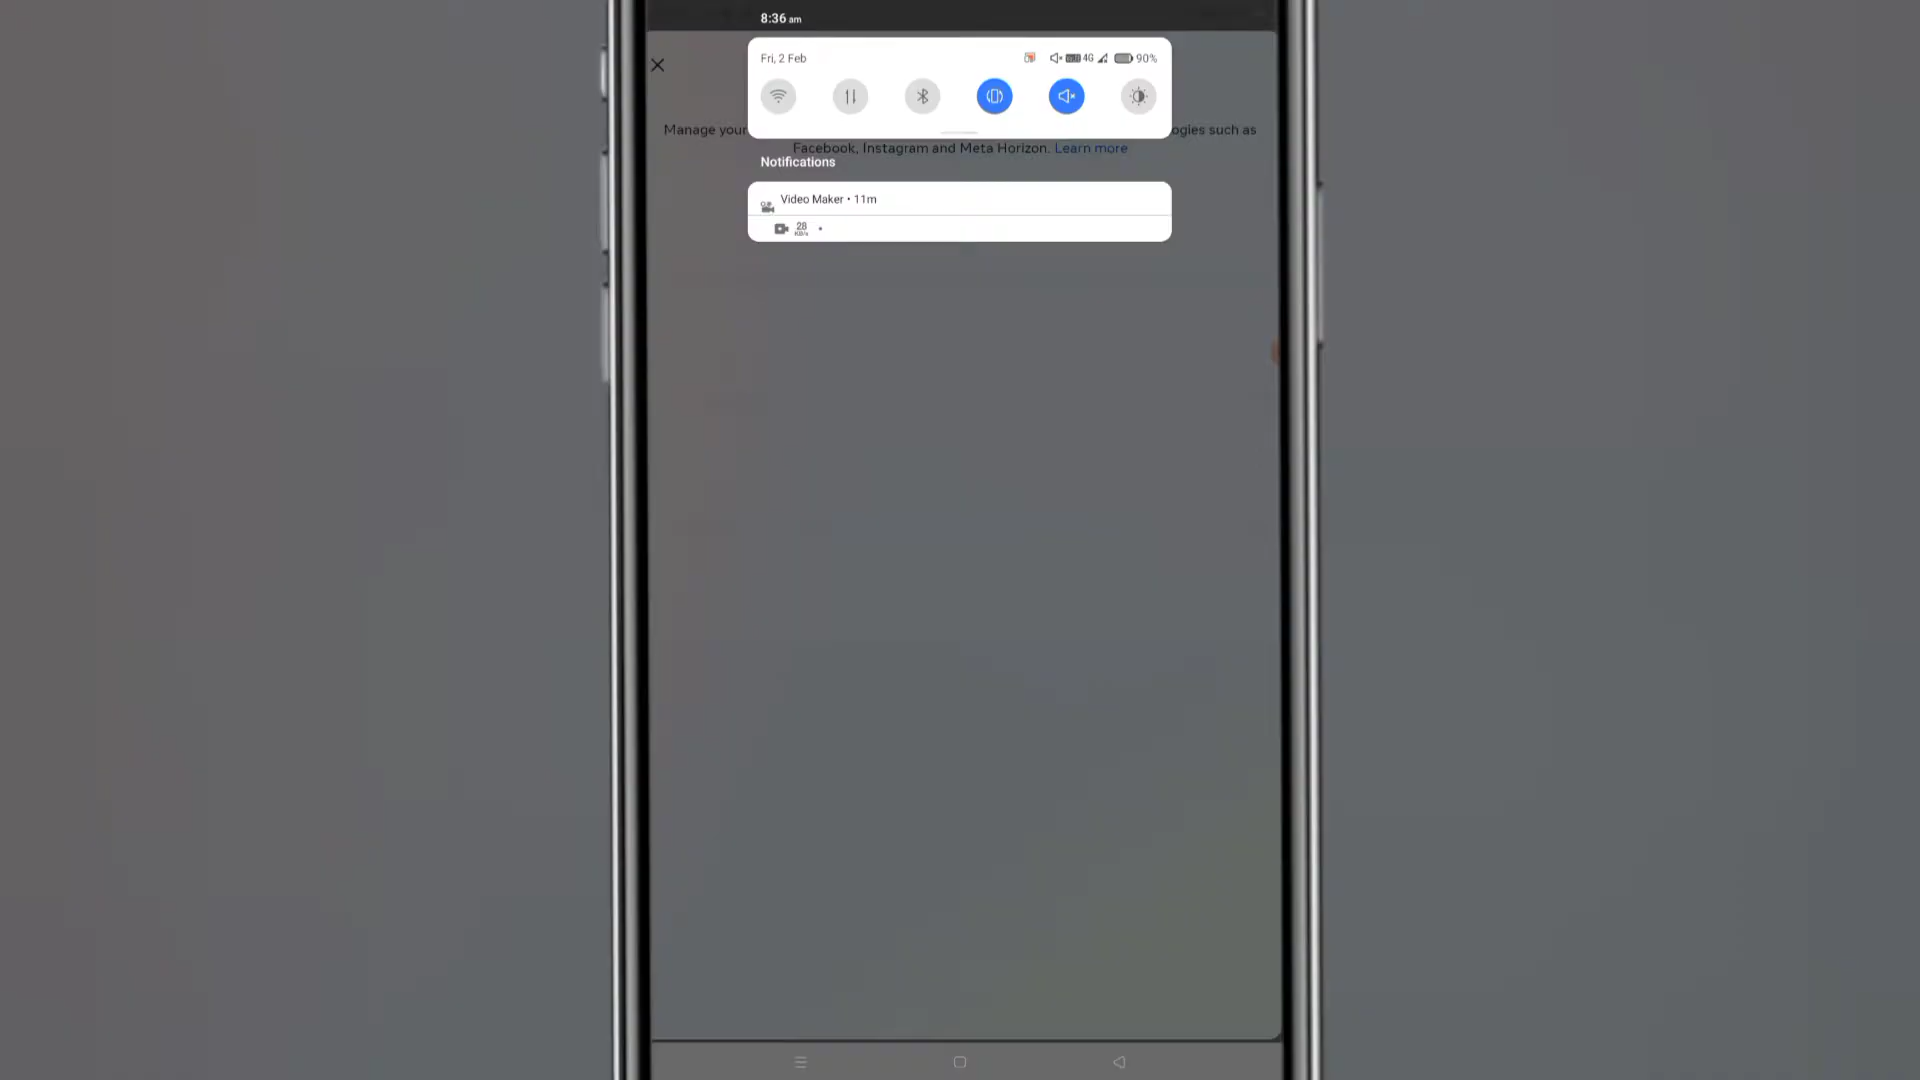 8:36 am
Fri, 2 Feb
4G
90%
Manage your
ogies such as
Facebook, Instagram and Meta Horizon. Learn more
Notifications
Video Maker • 11m
28
KB/s